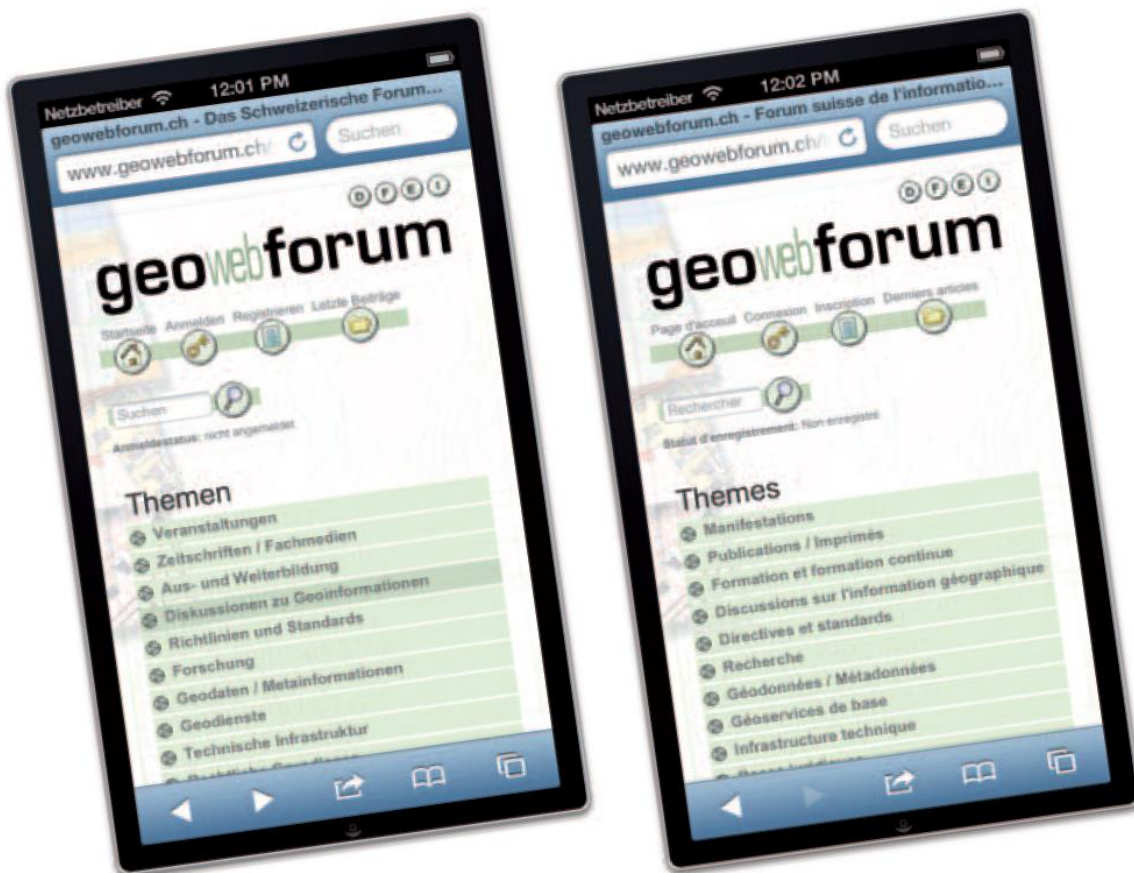 Netzbetreiber 12:01 PM
geowebforum.ch - Das Schweizerische Forum...
www.geowebforum.ch/ Suchen
D F E I
geowebforum
Startseite Anmelden Registrieren Letzte Beiträge
Suchen
Anmeldestatus: nicht angemeldet
Themen
Veranstaltungen
Zeitschriften / Fachmedien
Aus- und Weiterbildung
Diskussionen zu Geoinformationen
Richtlinien und Standards
Forschung
Geodaten / Metainformationen
Geodienste
Technische Infrastruktur
Netzbetreiber 12:02 PM
geowebforum.ch - Forum suisse de l'informatio...
www.geowebforum.ch/ Suchen
D F E I
geowebforum
Page d'acceuil Connexion Inscription Derniers articles
Rechercher
Statut d'enregistrement: Non enregistré
Themes
Manifestations
Publications / Imprimés
Formation et formation continue
Discussions sur l'information géographique
Directives et standards
Recherche
Géodonnées / Métadonnées
Géoservices de base
Infrastructure technique